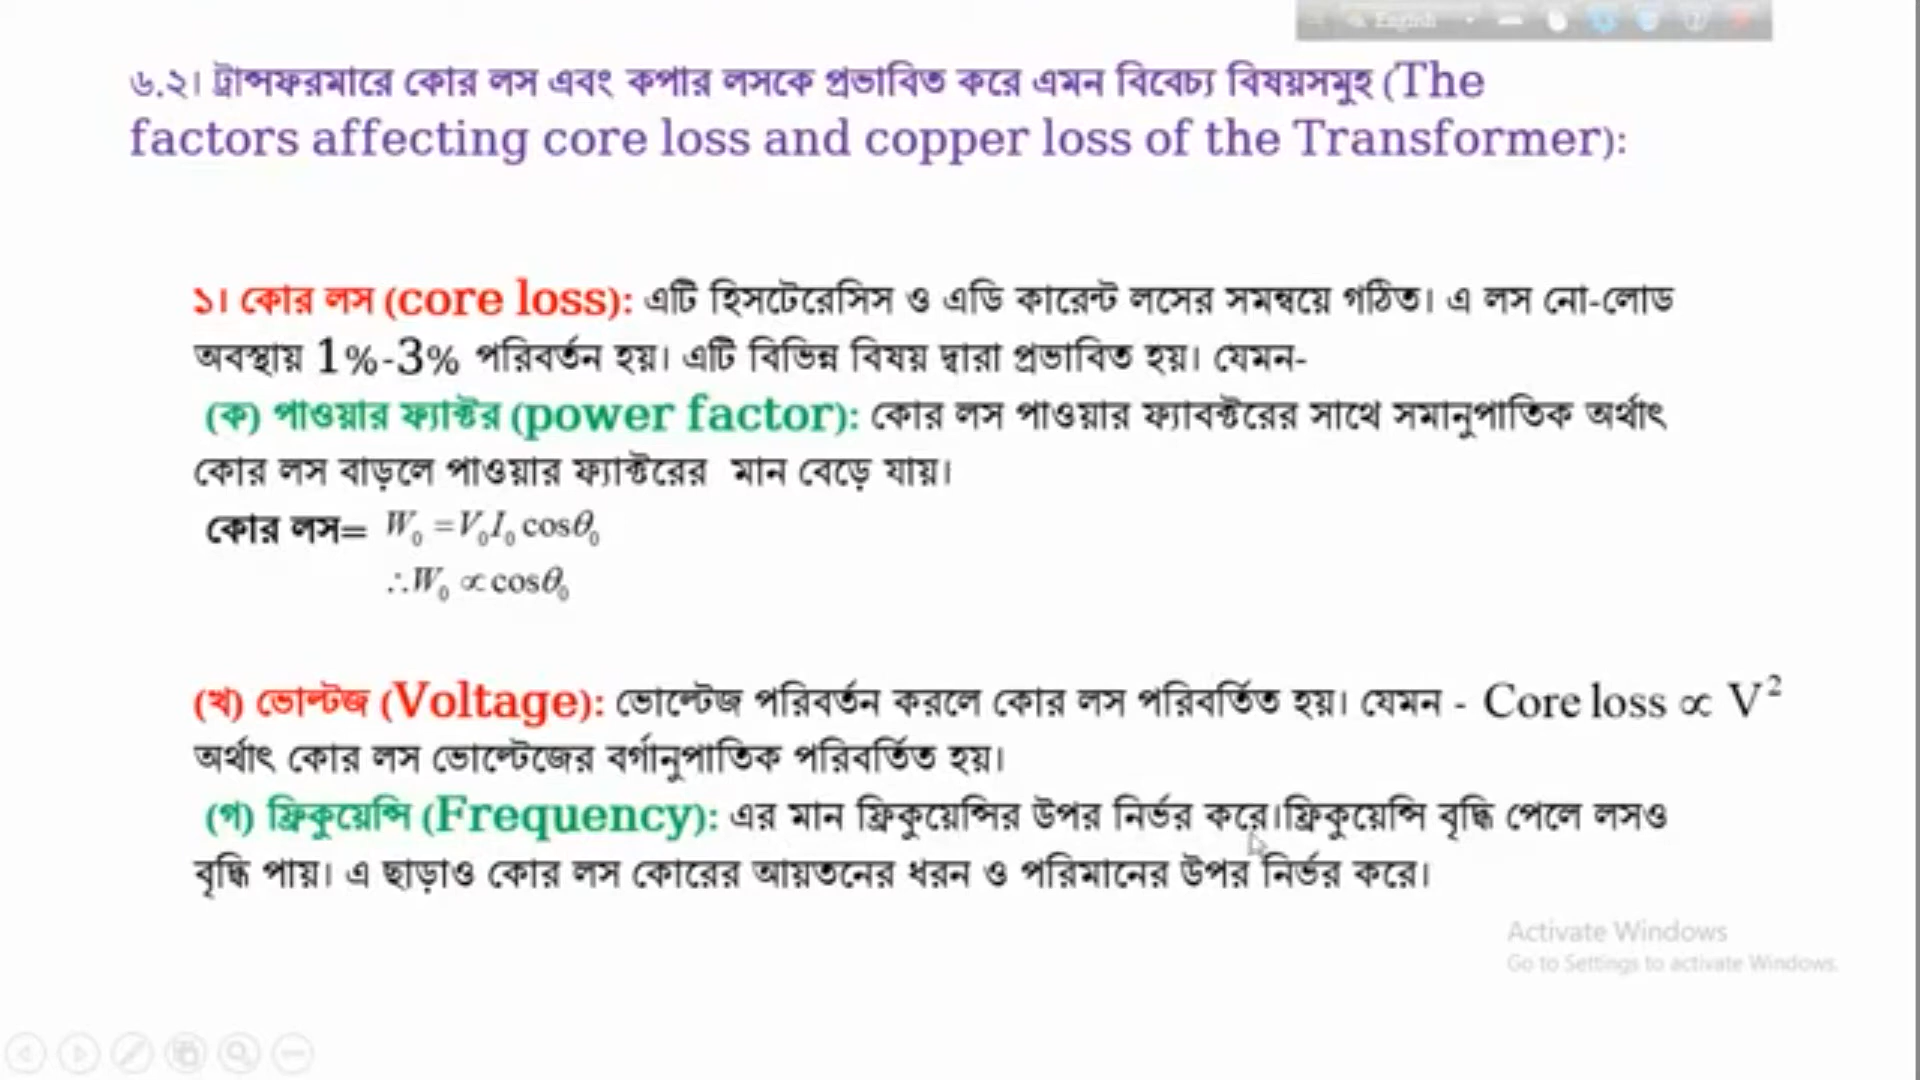 English
৬.২। ট্রান্সফরমারে কোর লস এবং কপার লসকে প্রভাবিত করে এমন বিবেচ্য বিষয়সমুহ (The
factors affecting core loss and copper loss of the Transformer):
১। কোর লস (core loss): এটি হিসটেরেসিস ও এডি কারেন্ট লসের সমন্বয়ে গঠিত। এ লস নো-লোড
অবস্থায় 1%-3% পরিবর্তন হয়। এটি বিভিন্ন বিষয় দ্বারা প্রভাবিত হয়। যেমন-
(ক) পাওয়ার ফ্যাক্টর (power factor): কোর লস পাওয়ার ফ্যাবক্টরের সাথে সমানুপাতিক অর্থাৎ
কোর লস বাড়লে পাওয়ার ফ্যাক্টরের মান বেড়ে যায়।
কোর লস= W₀ = V₀I₀ cosθ₀
∴W₀ ∝ cosθ₀
(খ) ভোল্টজ (Voltage): ভোল্টেজ পরিবর্তন করলে কোর লস পরিবর্তিত হয়। যেমন - Core loss ∝ V²
অর্থাৎ কোর লস ভোল্টেজের বর্গানুপাতিক পরিবর্তিত হয়।
(গ) ফ্রিকুয়েন্সি (Frequency): এর মান ফ্রিকুয়েন্সির উপর নির্ভর করে।ফ্রিকুয়েন্সি বৃদ্ধি পেলে লসও
বৃদ্ধি পায়। এ ছাড়াও কোর লস কোরের আয়তনের ধরন ও পরিমানের উপর নির্ভর করে।
Activate Windows
Go to Settings to activate Windows.